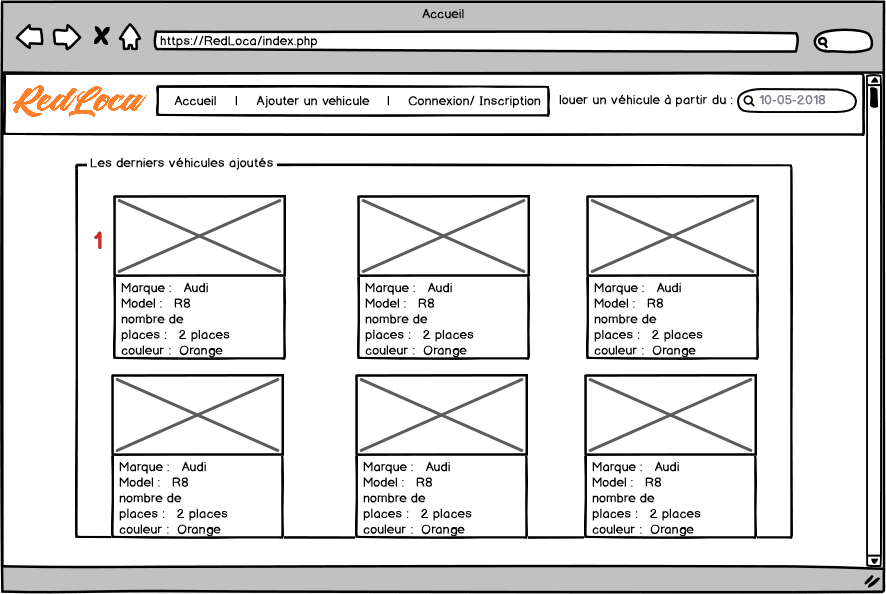 Accueil
https://RedLoca/index.php
RedLoca
Accueil | Ajouter un vehicule | Connexion/ Inscription
louer un véhicule à partir du : 10-05-2018
Les derniers véhicules ajoutés
1
Marque : Audi
Model : R8
nombre de
places : 2 places
couleur : Orange
Marque : Audi
Model : R8
nombre de
places : 2 places
couleur : Orange
Marque : Audi
Model : R8
nombre de
places : 2 places
couleur : Orange
Marque : Audi
Model : R8
nombre de
places : 2 places
couleur : Orange
Marque : Audi
Model : R8
nombre de
places : 2 places
couleur : Orange
Marque : Audi
Model : R8
nombre de
places : 2 places
couleur : Orange